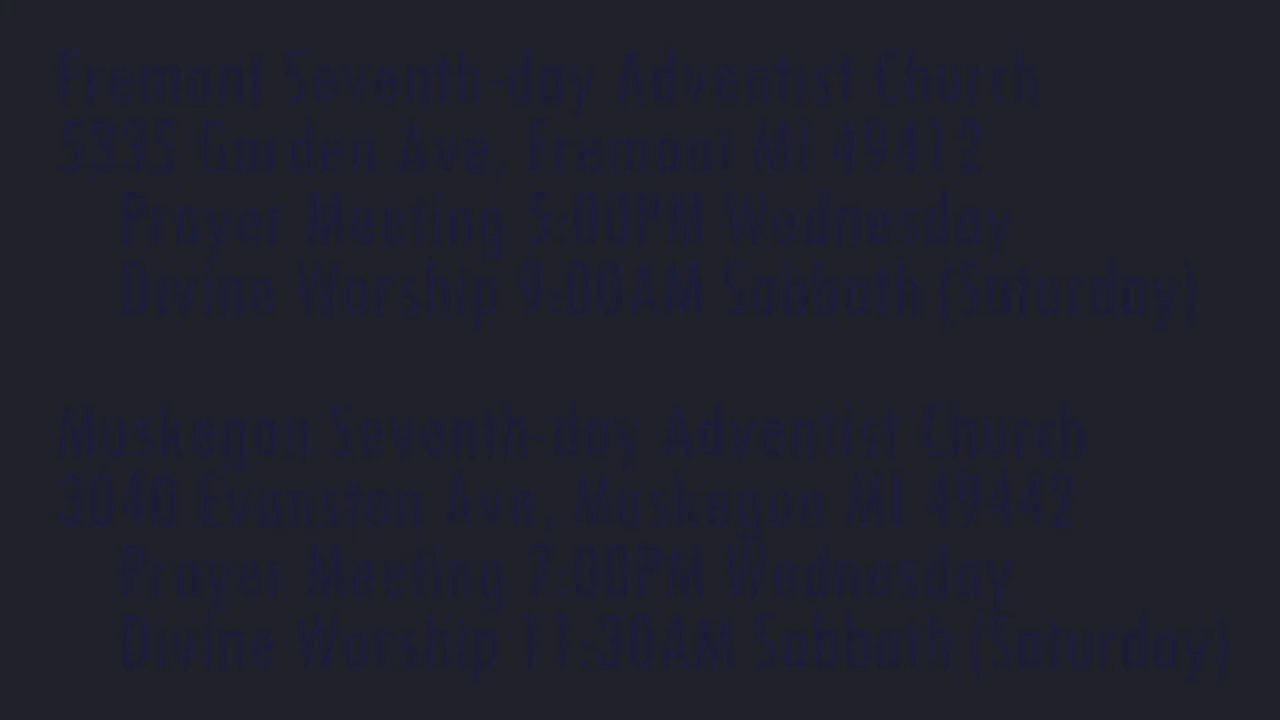 Fremont Seventh-day Adventist Church
5935 Garden Ave, Fremont MI 49412
Prayer Meeting 5:00PM Wednesday
Divine Worship 9:00AM Sabbath (Saturday)
Muskegon Seventh-day Adventist Church
3040 Evanston Ave, Muskegon MI 49442
Prayer Meeting 7:00PM Wednesday
Divine Worship 11:30AM Sabbath (Saturday)